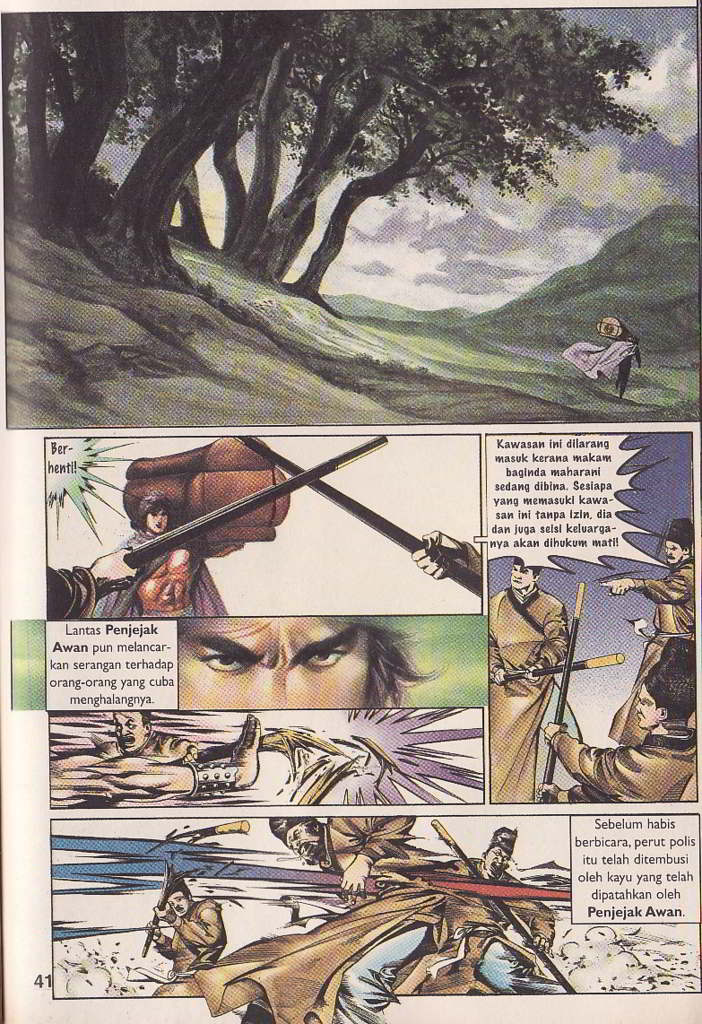 Ber-
henti!
Kawasan ini dilarang
masuk kerana makam
baginda maharani
sedang dibina. Sesiapa
yang memasuki kawa-
san ini tanpa izin, dia
dan juga seisi keluarga-
nya akan dihukum mati!
Lantas Penjejak
Awan pun melancar-
kan serangan terhadap
orang-orang yang cuba
menghalangnya.
Sebelum habis
berbicara, perut polis
itu telah ditembusi
oleh kayu yang telah
dipatahkan oleh
Penjejak Awan.
41